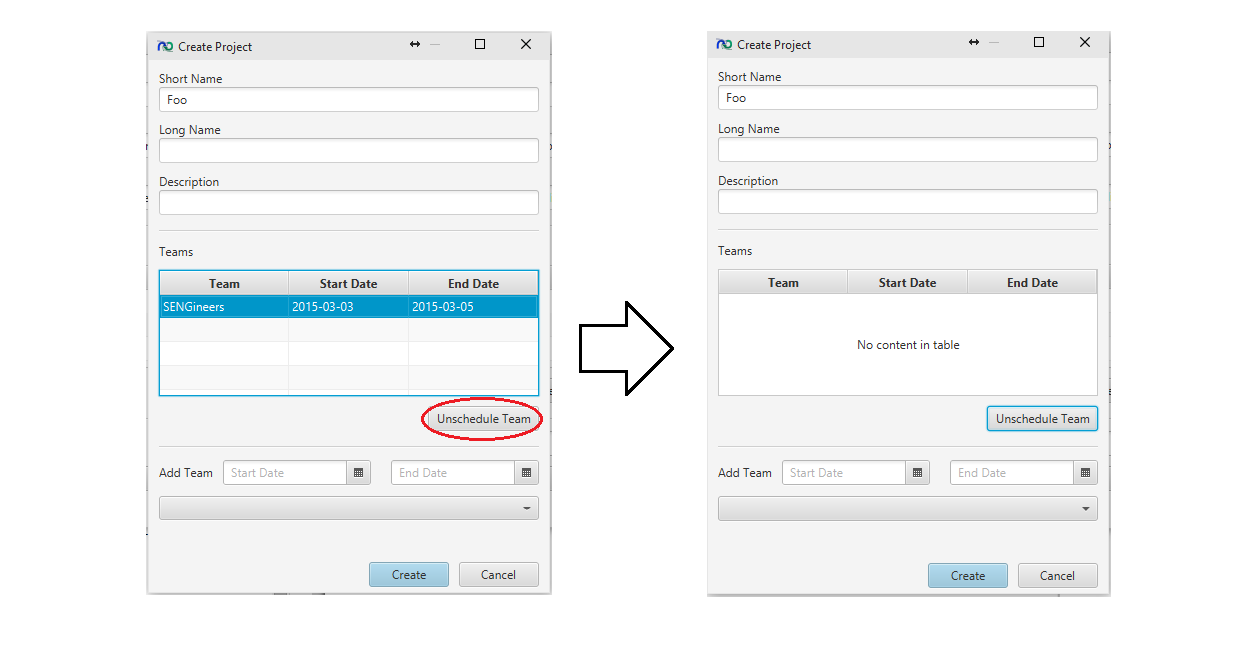 Create Project
Short Name
Foo
Long Name
Description
Teams
Team Start Date End Date
SENGineers 2015-03-03 2015-03-05
Unschedule Team
Add Team Start Date End Date
Create Cancel
Create Project
Short Name
Foo
Long Name
Description
Teams
Team Start Date End Date
No content in table
Unschedule Team
Add Team Start Date End Date
Create Cancel